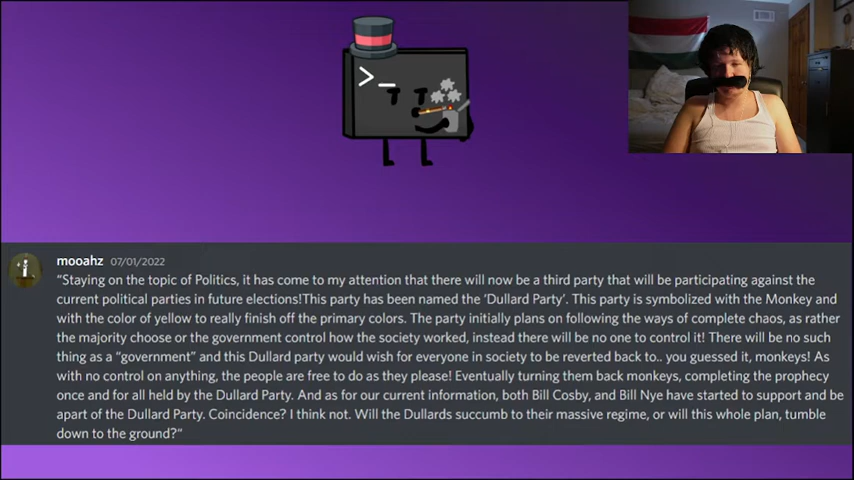 >_
mooahz 07/01/2022
“Staying on the topic of Politics, it has come to my attention that there will now be a third party that will be participating against the
current political parties in future elections!This party has been named the ‘Dullard Party’. This party is symbolized with the Monkey and
with the color of yellow to really finish off the primary colors. The party initially plans on following the ways of complete chaos, as rather
the majority choose or the government control how the society worked, instead there will be no one to control it! There will be no such
thing as a “government” and this Dullard party would wish for everyone in society to be reverted back to.. you guessed it, monkeys! As
with no control on anything, the people are free to do as they please! Eventually turning them back monkeys, completing the prophecy
once and for all held by the Dullard Party. And as for our current information, both Bill Cosby, and Bill Nye have started to support and be
apart of the Dullard Party. Coincidence? I think not. Will the Dullards succumb to their massive regime, or will this whole plan, tumble
down to the ground?“